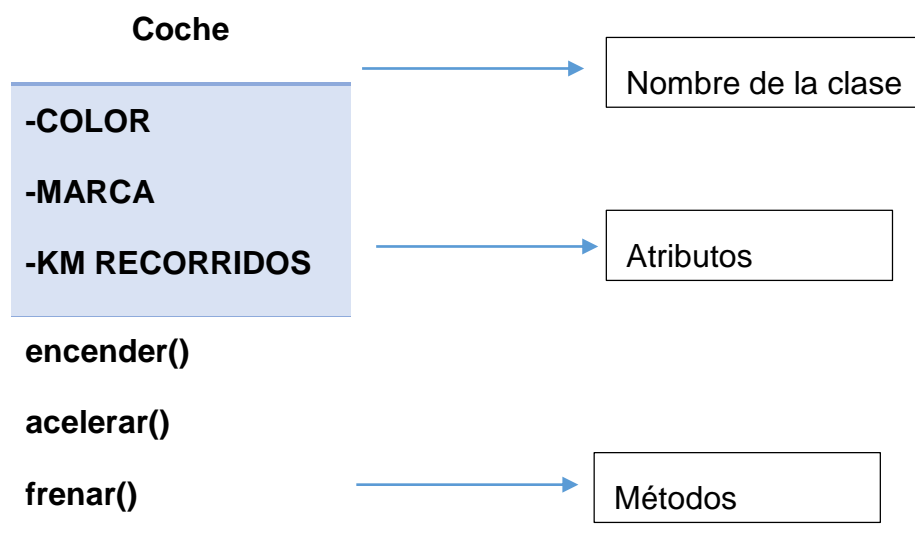 Coche
Nombre de la clase
-COLOR
-MARCA
-KM RECORRIDOS
Atributos
encender()
acelerar()
frenar()
Métodos